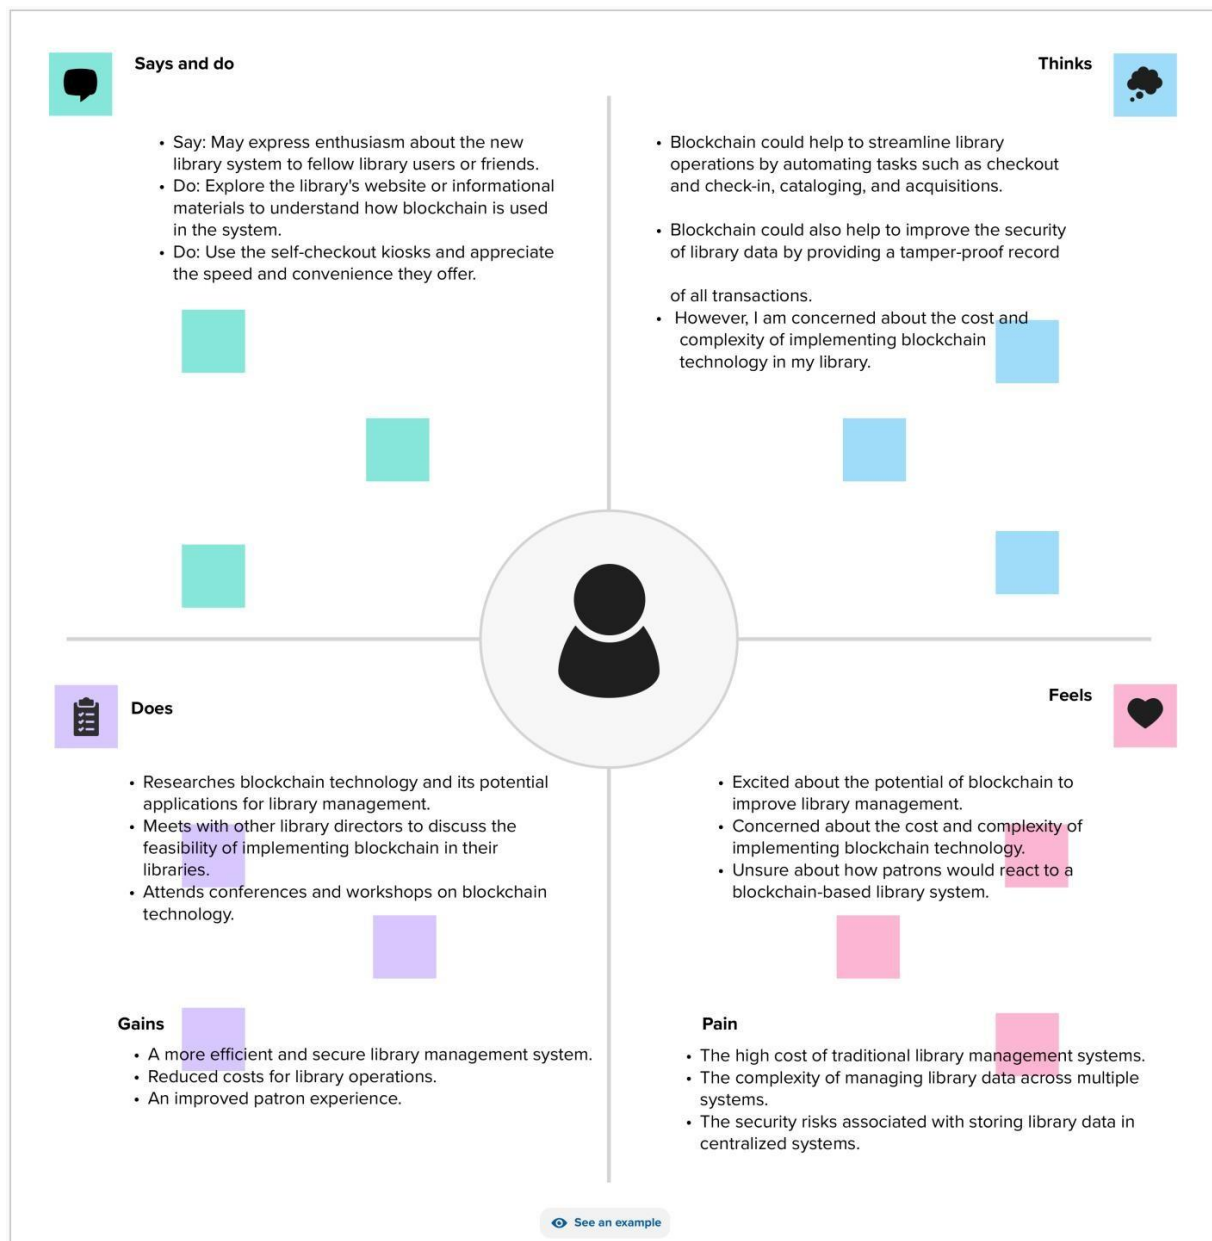 Says and do
• Say: May express enthusiasm about the new
library system to fellow library users or friends.
• Do: Explore the library's website or informational
materials to understand how blockchain is used
in the system.
• Do: Use the self-checkout kiosks and appreciate
the speed and convenience they offer.
Thinks
• Blockchain could help to streamline library
operations by automating tasks such as checkout
and check-in, cataloging, and acquisitions.
• Blockchain could also help to improve the security
of library data by providing a tamper-proof record
of all transactions.
• However, I am concerned about the cost and
complexity of implementing blockchain
technology in my library.
Does
• Researches blockchain technology and its potential
applications for library management.
• Meets with other library directors to discuss the
feasibility of implementing blockchain in their
libraries.
• Attends conferences and workshops on blockchain
technology.
Feels
• Excited about the potential of blockchain to
improve library management.
• Concerned about the cost and complexity of
implementing blockchain technology.
• Unsure about how patrons would react to a
blockchain-based library system.
Gains
• A more efficient and secure library management system.
• Reduced costs for library operations.
• An improved patron experience.
Pain
• The high cost of traditional library management systems.
• The complexity of managing library data across multiple
systems.
• The security risks associated with storing library data in
centralized systems.
See an example